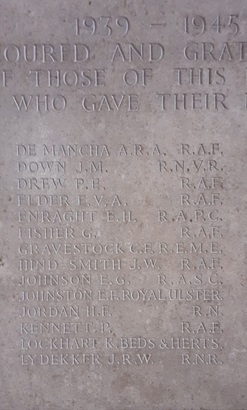 1939 – 1945
OURED AND GRAT
F THOSE OF THIS
WHO GAVE THEIR
DE MANCHA A.R.A. R.A.F.
DOWN J.M. R.N.V.R.
DREW P.E. R.A.F.
ELDER E.V.A. R.A.F.
ENRAGHT E.H. R.A.P.C.
FISHER G. R.A.F.
GRAVESTOCK C.F. R.E.M.E.
HIND-SMITH J.W. R.A.F.
JOHNSON E.G. R.A.S.C.
JOHNSTON E.F. ROYAL ULSTER
JORDAN H.E. R.N.
KENNETT P. R.A.F.
LOCKHART K. BEDS & HERTS.
LYDEKKER J.R.W. R.N.R.